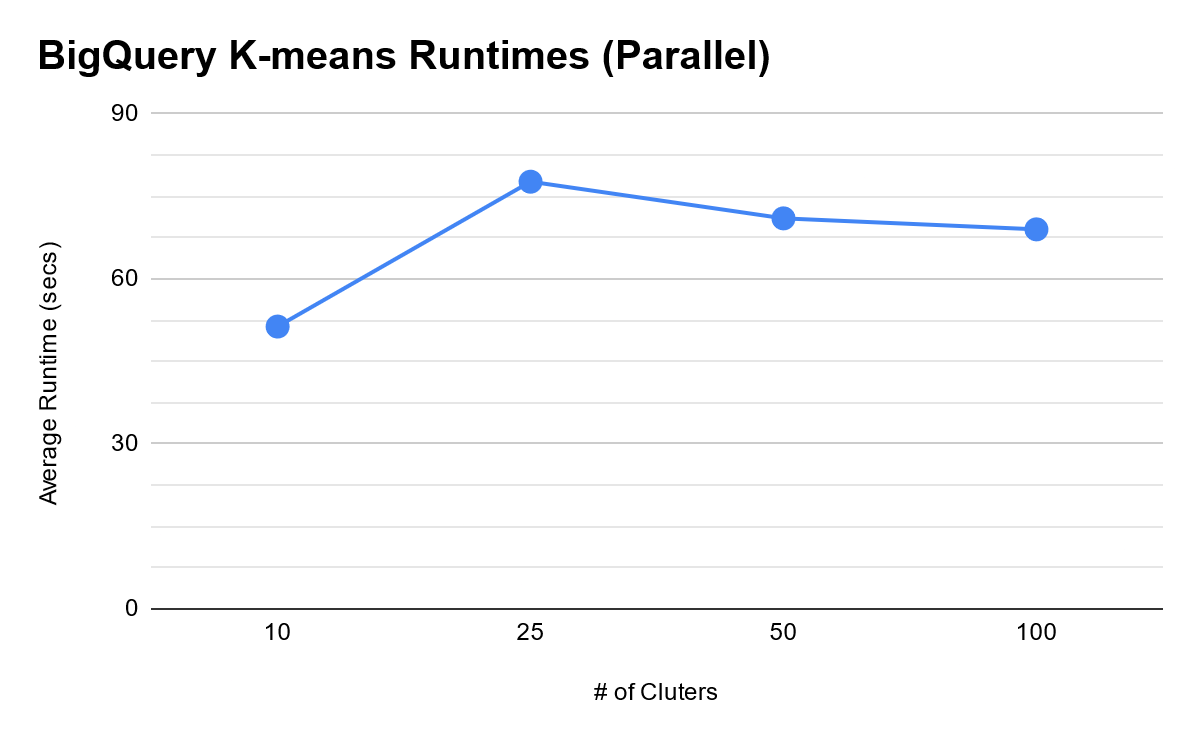 BigQuery K-means Runtimes (Parallel)
90
60
30
0
Average Runtime (secs)
10 25 50 100
# of Cluters